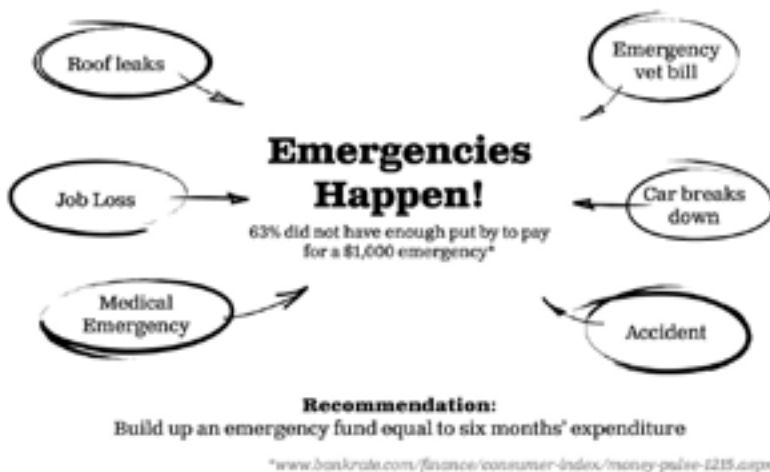 Roof leaks
Emergency
vet bill
Emergencies
Happen!
63% did not have enough put by to pay
for a $1,000 emergency*
Job Loss
Car breaks
down
Medical
Emergency
Accident
Recommendation:
Build up an emergency fund equal to six months' expenditure
*www.bankrate.com/finance/consumer-index/money-pulse-1215.aspx